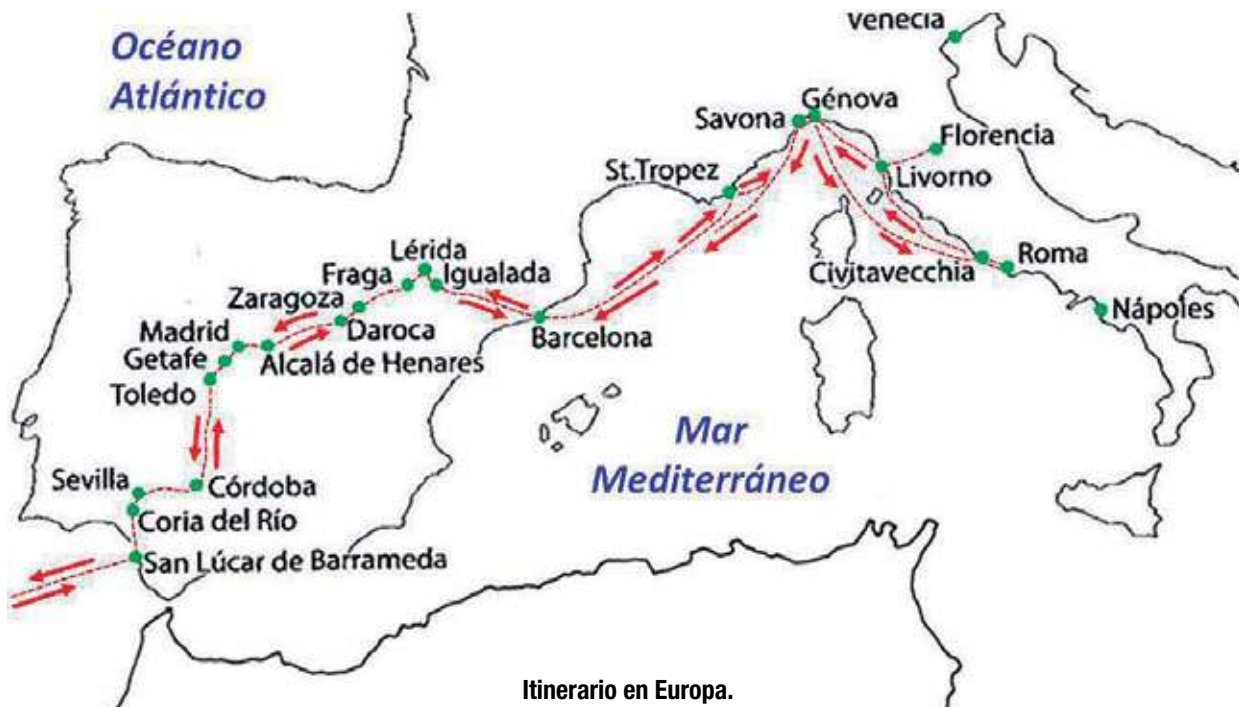 Océano
Atlántico
Venecia
Génova
Savona
Florencia
St.Tropez
Livorno
Lérida
Fraga
Igualada
Civitavecchia
Roma
Zaragoza
Nápoles
Madrid
Daroca
Barcelona
Getafe
Alcalá de Henares
Toledo
Mar
Mediterráneo
Sevilla
Córdoba
Coria del Río
San Lúcar de Barrameda
Itinerario en Europa.